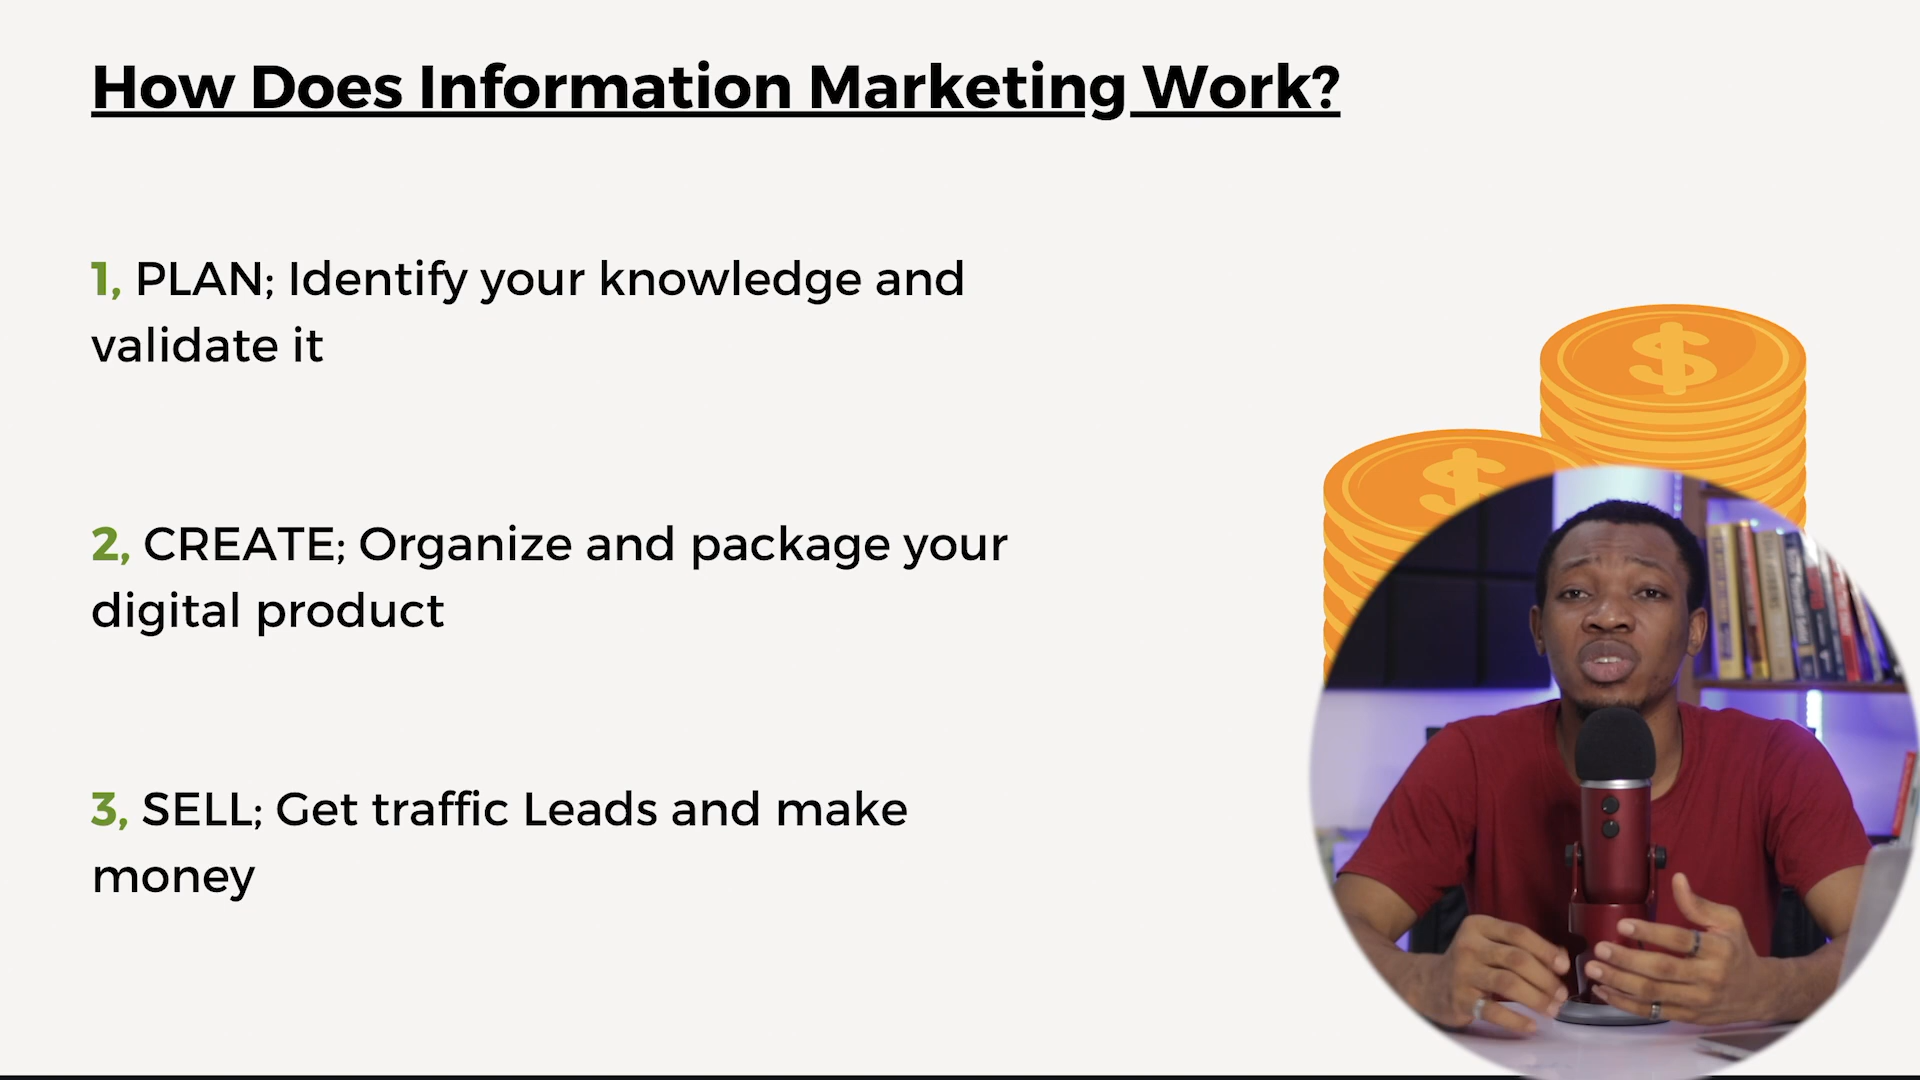 How Does Information Marketing Work?
1, PLAN; Identify your knowledge and
validate it
2, CREATE; Organize and package your
digital product
3, SELL; Get traffic Leads and make
money
$
$